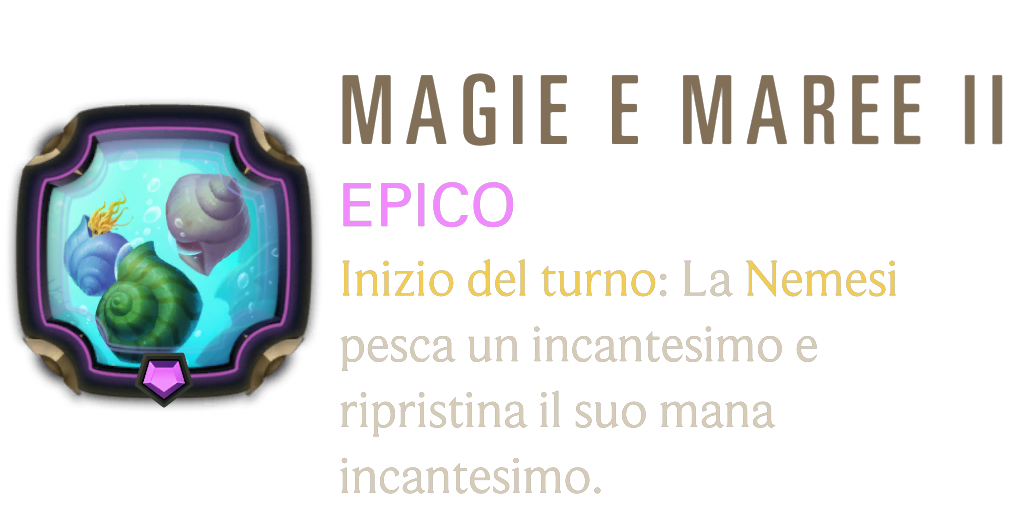 MAGIE E MAREE II
EPICO
Inizio del turno: La Nemesi
pesca un incantesimo e
ripristina il suo mana
incantesimo.